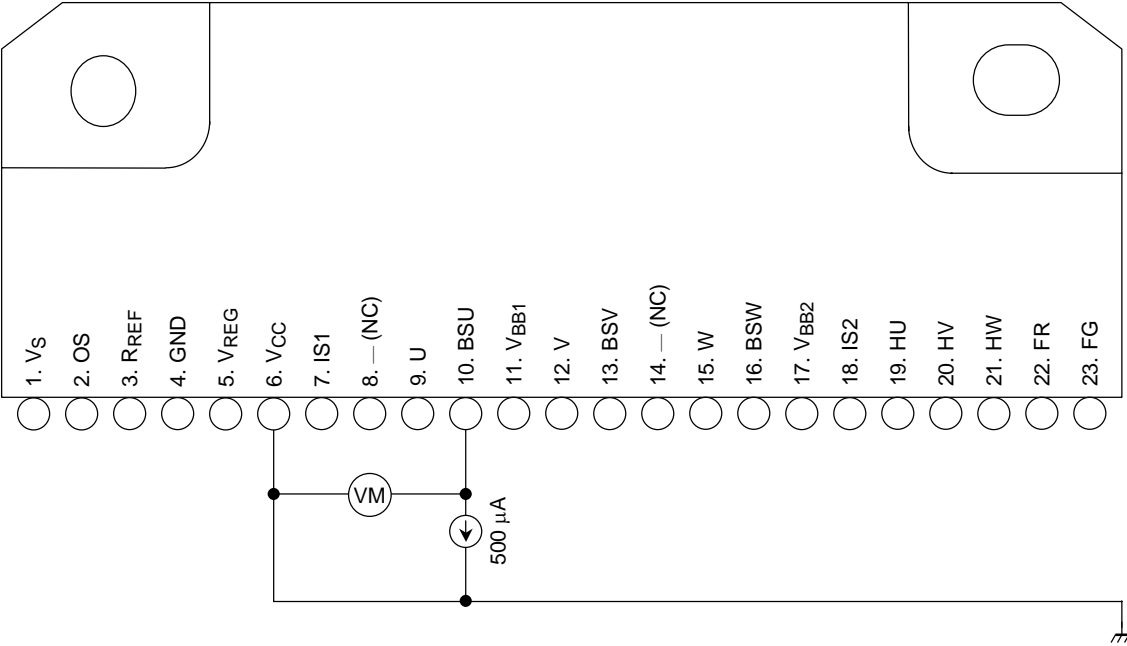 1. VS
2. OS
3. RREF
4. GND
5. VREG
6. VCC
7. IS1
8. — (NC)
9. U
10. BSU
11. VBB1
12. V
13. BSV
14. — (NC)
15. W
16. BSW
17. VBB2
18. IS2
19. HU
20. HV
21. HW
22. FR
23. FG
VM
500 μA